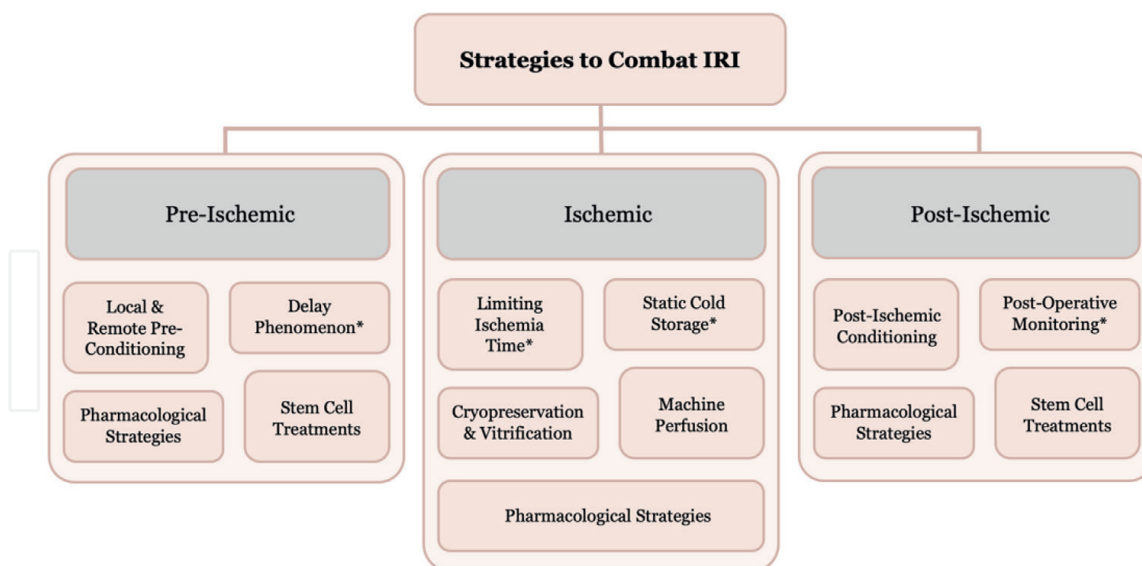 Strategies to Combat IRI
Pre-Ischemic
Local &
Remote Pre-
Conditioning
Delay
Phenomenon*
Pharmacological
Strategies
Stem Cell
Treatments
Ischemic
Limiting
Ischemia
Time*
Static Cold
Storage*
Cryopreservation
& Vitrification
Machine
Perfusion
Pharmacological Strategies
Post-Ischemic
Post-Ischemic
Conditioning
Post-Operative
Monitoring*
Pharmacological
Strategies
Stem Cell
Treatments